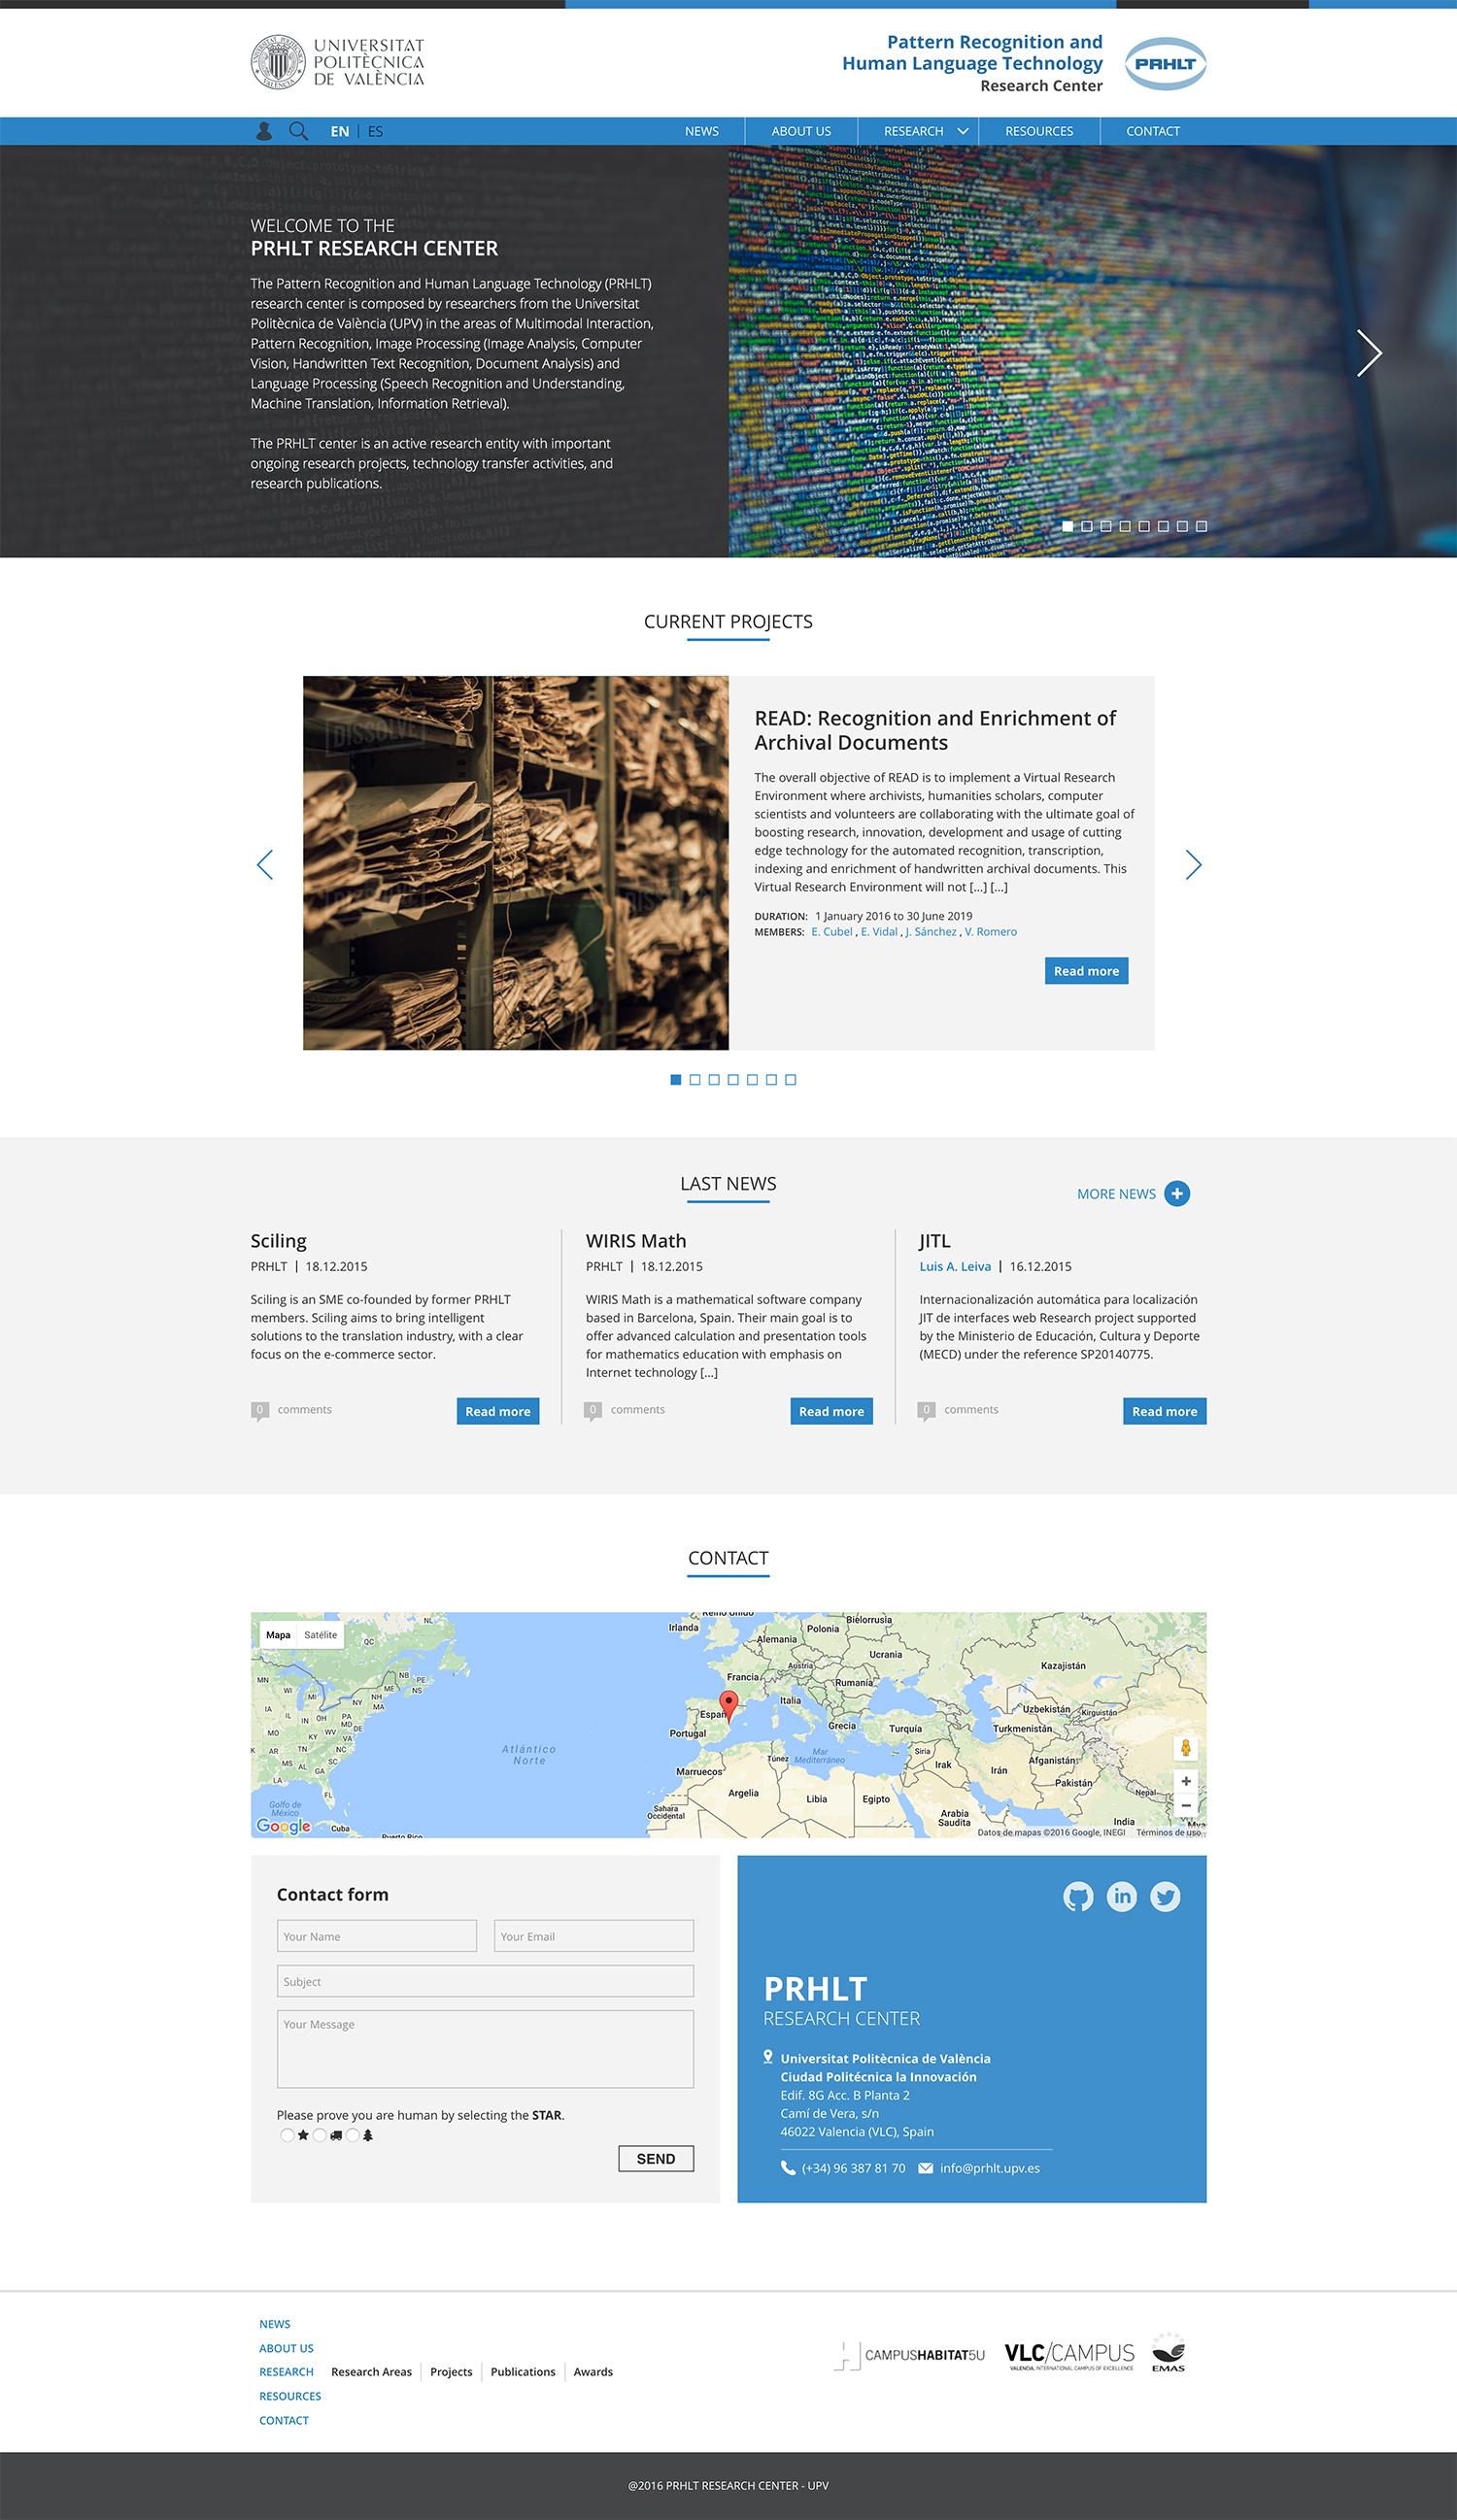 UNIVERSITAT
POLITÈCNICA
DE VALÈNCIA
Pattern Recognition and
Human Language Technology
Research Center
PRHLT
EN | ES
NEWS
ABOUT US
RESEARCH
RESOURCES
CONTACT
WELCOME TO THE
PRHLT RESEARCH CENTER
The Pattern Recognition and Human Language Technology (PRHLT)
research center is composed by researchers from the Universitat
Politècnica de València (UPV) in the areas of Multimodal Interaction,
Pattern Recognition, Image Processing (Image Analysis, Computer
Vision, Handwritten Text Recognition, Document Analysis) and
Language Processing (Speech Recognition and Understanding,
Machine Translation, Information Retrieval).
The PRHLT center is an active research entity with important
ongoing research projects, technology transfer activities, and
research publications.
CURRENT PROJECTS
DISSOLVE
READ: Recognition and Enrichment of
Archival Documents
The overall objective of READ is to implement a Virtual Research
Environment where archivists, humanities scholars, computer
scientists and volunteers are collaborating with the ultimate goal of
boosting research, innovation, development and usage of cutting
edge technology for the automated recognition, transcription,
indexing and enrichment of handwritten archival documents. This
Virtual Research Environment will not [...] [...]
DURATION: 1 January 2016 to 30 June 2019
MEMBERS: E. Cubel , E. Vidal , J. Sánchez , V. Romero
Read more
LAST NEWS
MORE NEWS
Sciling
PRHLT | 18.12.2015
Sciling is an SME co-founded by former PRHLT
members. Sciling aims to bring intelligent
solutions to the translation industry, with a clear
focus on the e-commerce sector.
0 comments
Read more
WIRIS Math
PRHLT | 18.12.2015
WIRIS Math is a mathematical software company
based in Barcelona, Spain. Their main goal is to
offer advanced calculation and presentation tools
for mathematics education with emphasis on
Internet technology [...]
0 comments
Read more
JITL
Luis A. Leiva | 16.12.2015
Internacionalización automática para localización
JIT de interfaces web Research project supported
by the Ministerio de Educación, Cultura y Deporte
(MECD) under the reference SP20140775.
0 comments
Read more
CONTACT
Mapa
Satélite
NL
QC
MN
WI
MI
NB
PE
NS
ME
NH
MA
NY
IA
IL
IN
OH
PA
MD
DE
MO
KY
WV
VA
AR
TN
NC
MS
AL
GA
SC
LA
FL
Golfo de
México
Cuba
Puerto Rico
Google
Atlántico
Norte
Reino Unido
Irlanda
Bielorrusia
Polonia
Alemania
Ucrania
Austria
Francia
Rumanía
Kazajistán
Italia
España
Portugal
Grecia
Turquía
Uzbekistán
Kirguistán
Turkmenistán
Túnez
Mar
Mediterráneo
Siria
Irak
Irán
Afganistán
Pakistán
Nepal
Marruecos
Argelia
Libia
Egipto
Sahara
Occidental
Arabia
Saudita
India
Datos de mapas ©2016 Google, INEGI
Términos de uso
Contact form
Your Name
Your Email
Subject
Your Message
Please prove you are human by selecting the STAR.
SEND
in
PRHLT
RESEARCH CENTER
Universitat Politècnica de València
Ciudad Politécnica la Innovación
Edif. 8G Acc. B Planta 2
Camí de Vera, s/n
46022 Valencia (VLC), Spain
(+34) 96 387 81 70
info@prhlt.upv.es
NEWS
ABOUT US
RESEARCH
Research Areas
Projects
Publications
Awards
RESOURCES
CONTACT
CAMPUSHABITAT5U
VLC/CAMPUS
VALENCIA, INTERNATIONAL CAMPUS OF EXCELLENCE
EMAS
@2016 PRHLT RESEARCH CENTER - UPV